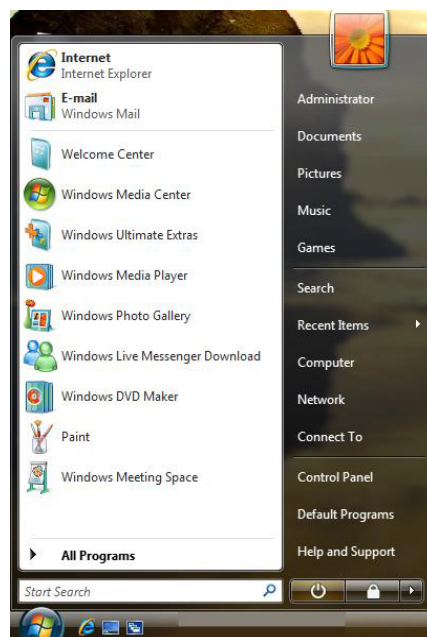 Internet
Internet Explorer
E-mail
Windows Mail
Welcome Center
Windows Media Center
Windows Ultimate Extras
Windows Media Player
Windows Photo Gallery
Windows Live Messenger Download
Windows DVD Maker
Paint
Windows Meeting Space
All Programs
Start Search
Administrator
Documents
Pictures
Music
Games
Search
Recent Items
Computer
Network
Connect To
Control Panel
Default Programs
Help and Support